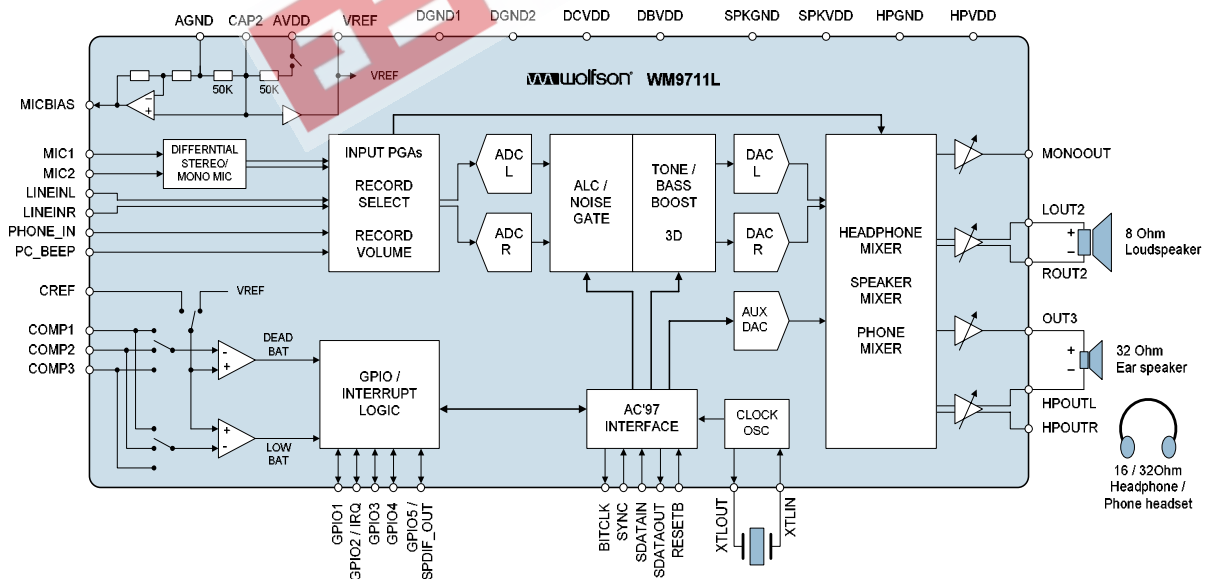 AGND CAP2 AVDD VREF DGND1 DGND2 DCVDD DBVDD SPKGND SPKVDD HPGND HPVDD
wolfson WM9711L
VREF
50K 50K
MICBIAS
MIC1
MIC2
LINEINL
LINEINR
PHONE_IN
PC_BEEP
CREF
COMP1
COMP2
COMP3
DIFFERNTIAL
STEREO/
MONO MIC
INPUT PGAs
RECORD
SELECT
RECORD
VOLUME
ADC
L
ADC
R
ALC /
NOISE
GATE
TONE /
BASS
BOOST
3D
DAC
L
DAC
R
AUX
DAC
HEADPHONE
MIXER
SPEAKER
MIXER
PHONE
MIXER
MONOOUT
LOUT2
+
−
8 Ohm
Loudspeaker
ROUT2
OUT3
+
−
32 Ohm
Ear speaker
HPOUTL
HPOUTR
16 / 32Ohm
Headphone /
Phone headset
VREF
DEAD
BAT
-
+
+
-
LOW
BAT
GPIO /
INTERRUPT
LOGIC
AC'97
INTERFACE
CLOCK
OSC
GPIO1
GPIO2 / IRQ
GPIO3
GPIO4
GPIO5 /
SPDIF_OUT
BITCLK
SYNC
SDATAIN
SDATAOUT
RESETB
XTLOUT
XTLIN